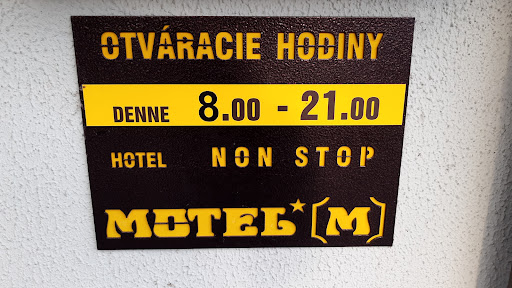 OTVÁRACIE HODINY
DENNE 8.00 - 21.00
HOTEL NON STOP
MOTEL*[M]